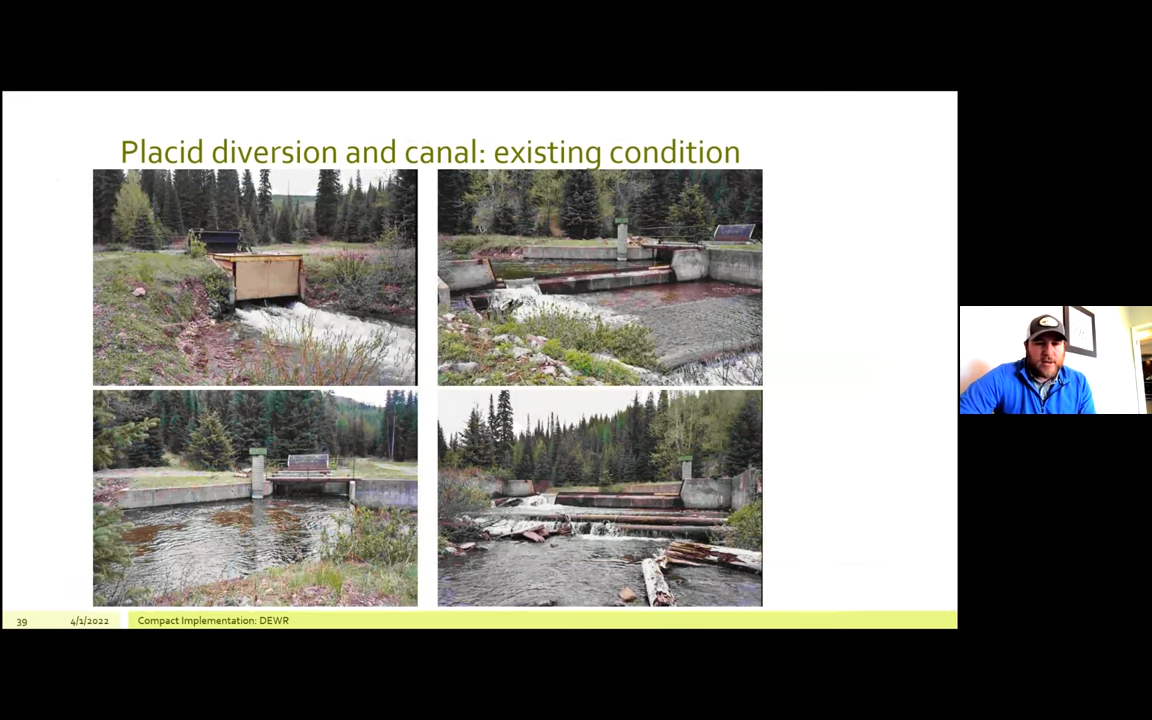 Placid diversion and canal: existing condition
39 4/1/2022 Compact Implementation: DEWR